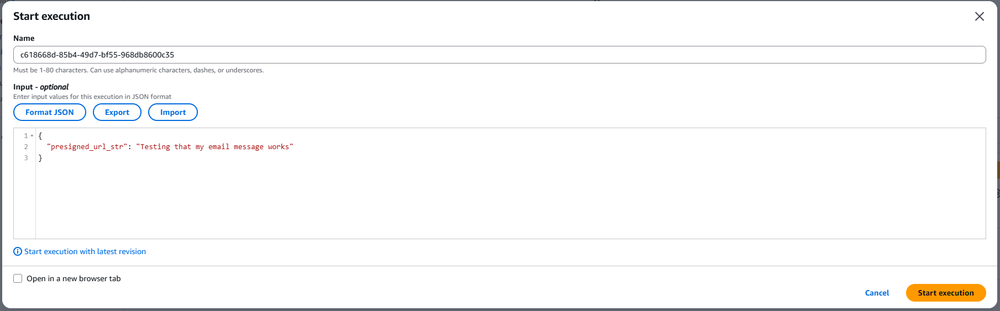 Start execution
Name
c618668d-85b4-49d7-bf55-968db8600c35
Must be 1-80 characters. Can use alphanumeric characters, dashes, or underscores.
Input - optional
Enter input values for this execution in JSON format
Format JSON Export Import
1 {
2 "presigned_url_str": "Testing that my email message works"
3 }
Start execution with latest revision
Open in a new browser tab
Cancel Start execution